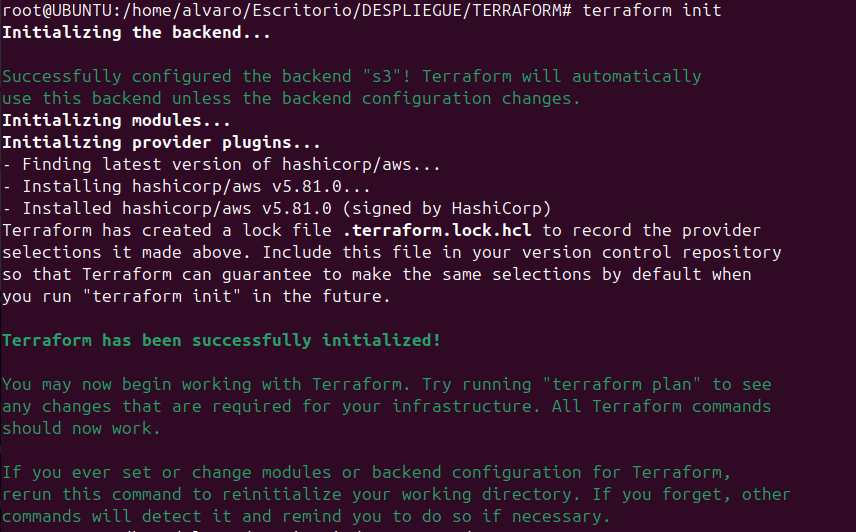 root@UBUNTU:/home/alvaro/Escritorio/DESPLIEGUE/TERRAFORM# terraform init
Initializing the backend...
Successfully configured the backend "s3"! Terraform will automatically
use this backend unless the backend configuration changes.
Initializing modules...
Initializing provider plugins...
- Finding latest version of hashicorp/aws...
- Installing hashicorp/aws v5.81.0...
- Installed hashicorp/aws v5.81.0 (signed by HashiCorp)
Terraform has created a lock file .terraform.lock.hcl to record the provider
selections it made above. Include this file in your version control repository
so that Terraform can guarantee to make the same selections by default when
you run "terraform init" in the future.
Terraform has been successfully initialized!
You may now begin working with Terraform. Try running "terraform plan" to see
any changes that are required for your infrastructure. All Terraform commands
should now work.
If you ever set or change modules or backend configuration for Terraform,
rerun this command to reinitialize your working directory. If you forget, other
commands will detect it and remind you to do so if necessary.